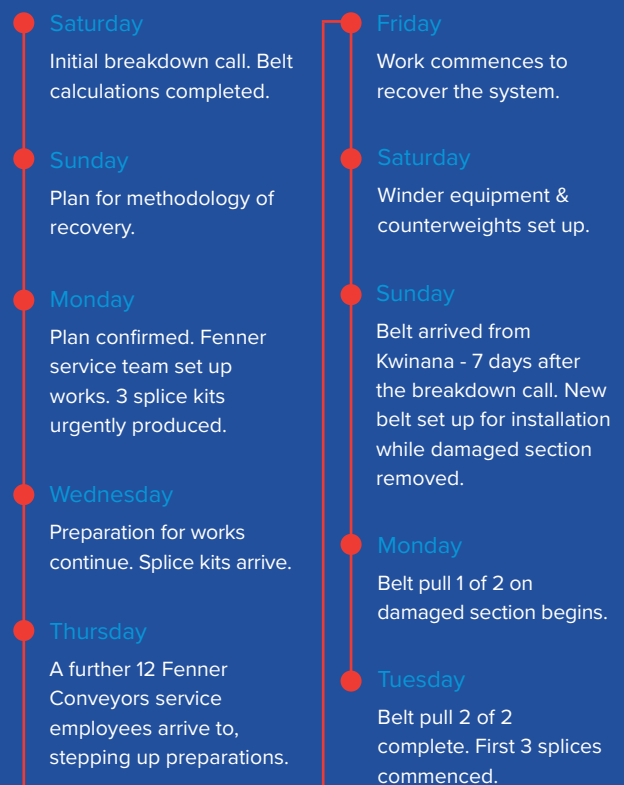 Saturday
Initial breakdown call. Belt
calculations completed.
Sunday
Plan for methodology of
recovery.
Monday
Plan confirmed. Fenner
service team set up
works. 3 splice kits
urgently produced.
Wednesday
Preparation for works
continue. Splice kits arrive.
Thursday
A further 12 Fenner
Conveyors service
employees arrive to,
stepping up preparations.
Friday
Work commences to
recover the system.
Saturday
Winder equipment &
counterweights set up.
Sunday
Belt arrived from
Kwinana - 7 days after
the breakdown call. New
belt set up for installation
while damaged section
removed.
Monday
Belt pull 1 of 2 on
damaged section begins.
Tuesday
Belt pull 2 of 2
complete. First 3 splices
commenced.